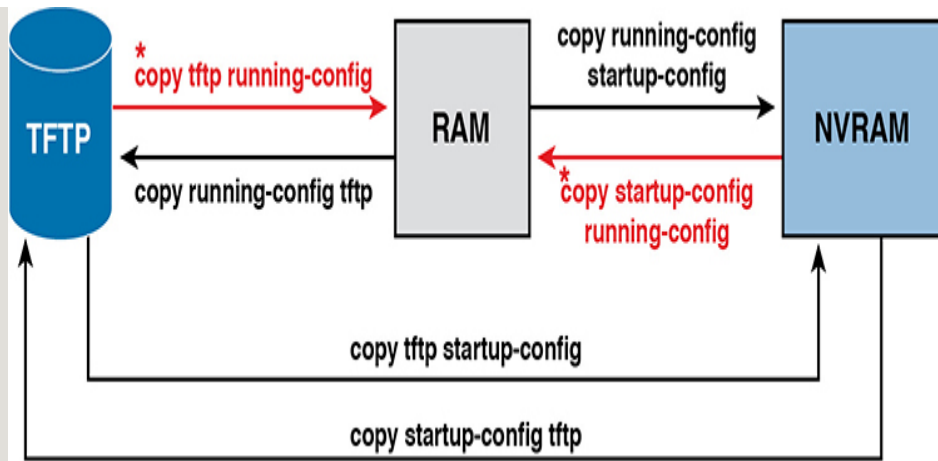 *
copy tftp running-config
copy running-config
startup-config
TFTP
RAM
NVRAM
copy running-config tftp
*
copy startup-config
running-config
copy tftp startup-config
copy startup-config tftp